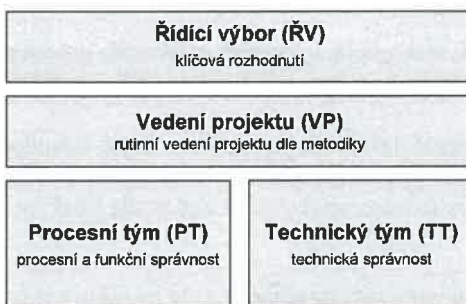 Řídící výbor (ŘV)
klíčová rozhodnutí
Vedení projektu (VP)
rutinní vedení projektu dle metodiky
Procesní tým (PT)
procesní a funkční správnost
Technický tým (TT)
technická správnost